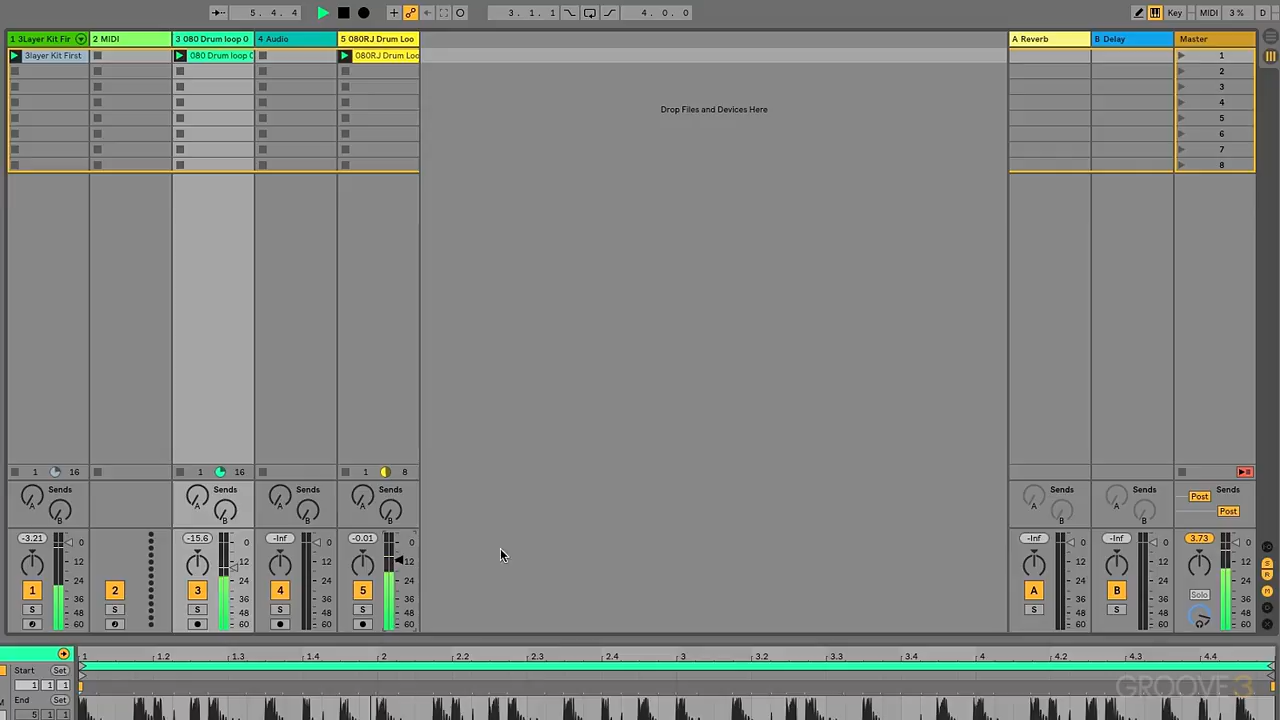 5. 4. 4 3. 1. 1 4. 0. 0 Key MIDI 3 % D
1 3Layer Kit Fir 2 MIDI 3 080 Drum loop 0 4 Audio 5 080RJ Drum Loo A Reverb B Delay Master
3layer Kit First 080 Drum loop 0 080RJ Drum Loo 1
2
Drop Files and Devices Here
3
4
5
6
7
8
1 16 1 16 1 8
Sends Sends Sends Sends Sends Sends Sends
A A A A A A Post
B B B B B B Post
-3.21 0 -15.6 0 -Inf 0 -0.01 0 -Inf 0 -Inf 0 3.73 0
12 12 12 12 12 12 12
24 24 24 24 24 24 24
1 2 3 4 5 A B Solo
36 36 36 36 36 36 36
S S S S S S S
48 48 48 48 48 48 48
60 60 60 60 60 60 60
1 1.2 1.3 1.4 2 2.2 2.3 2.4 3 3.2 3.3 3.4 4 4.2 4.3 4.4
Start Set
1 1 1
End Set
5 1 1
GROOVE3